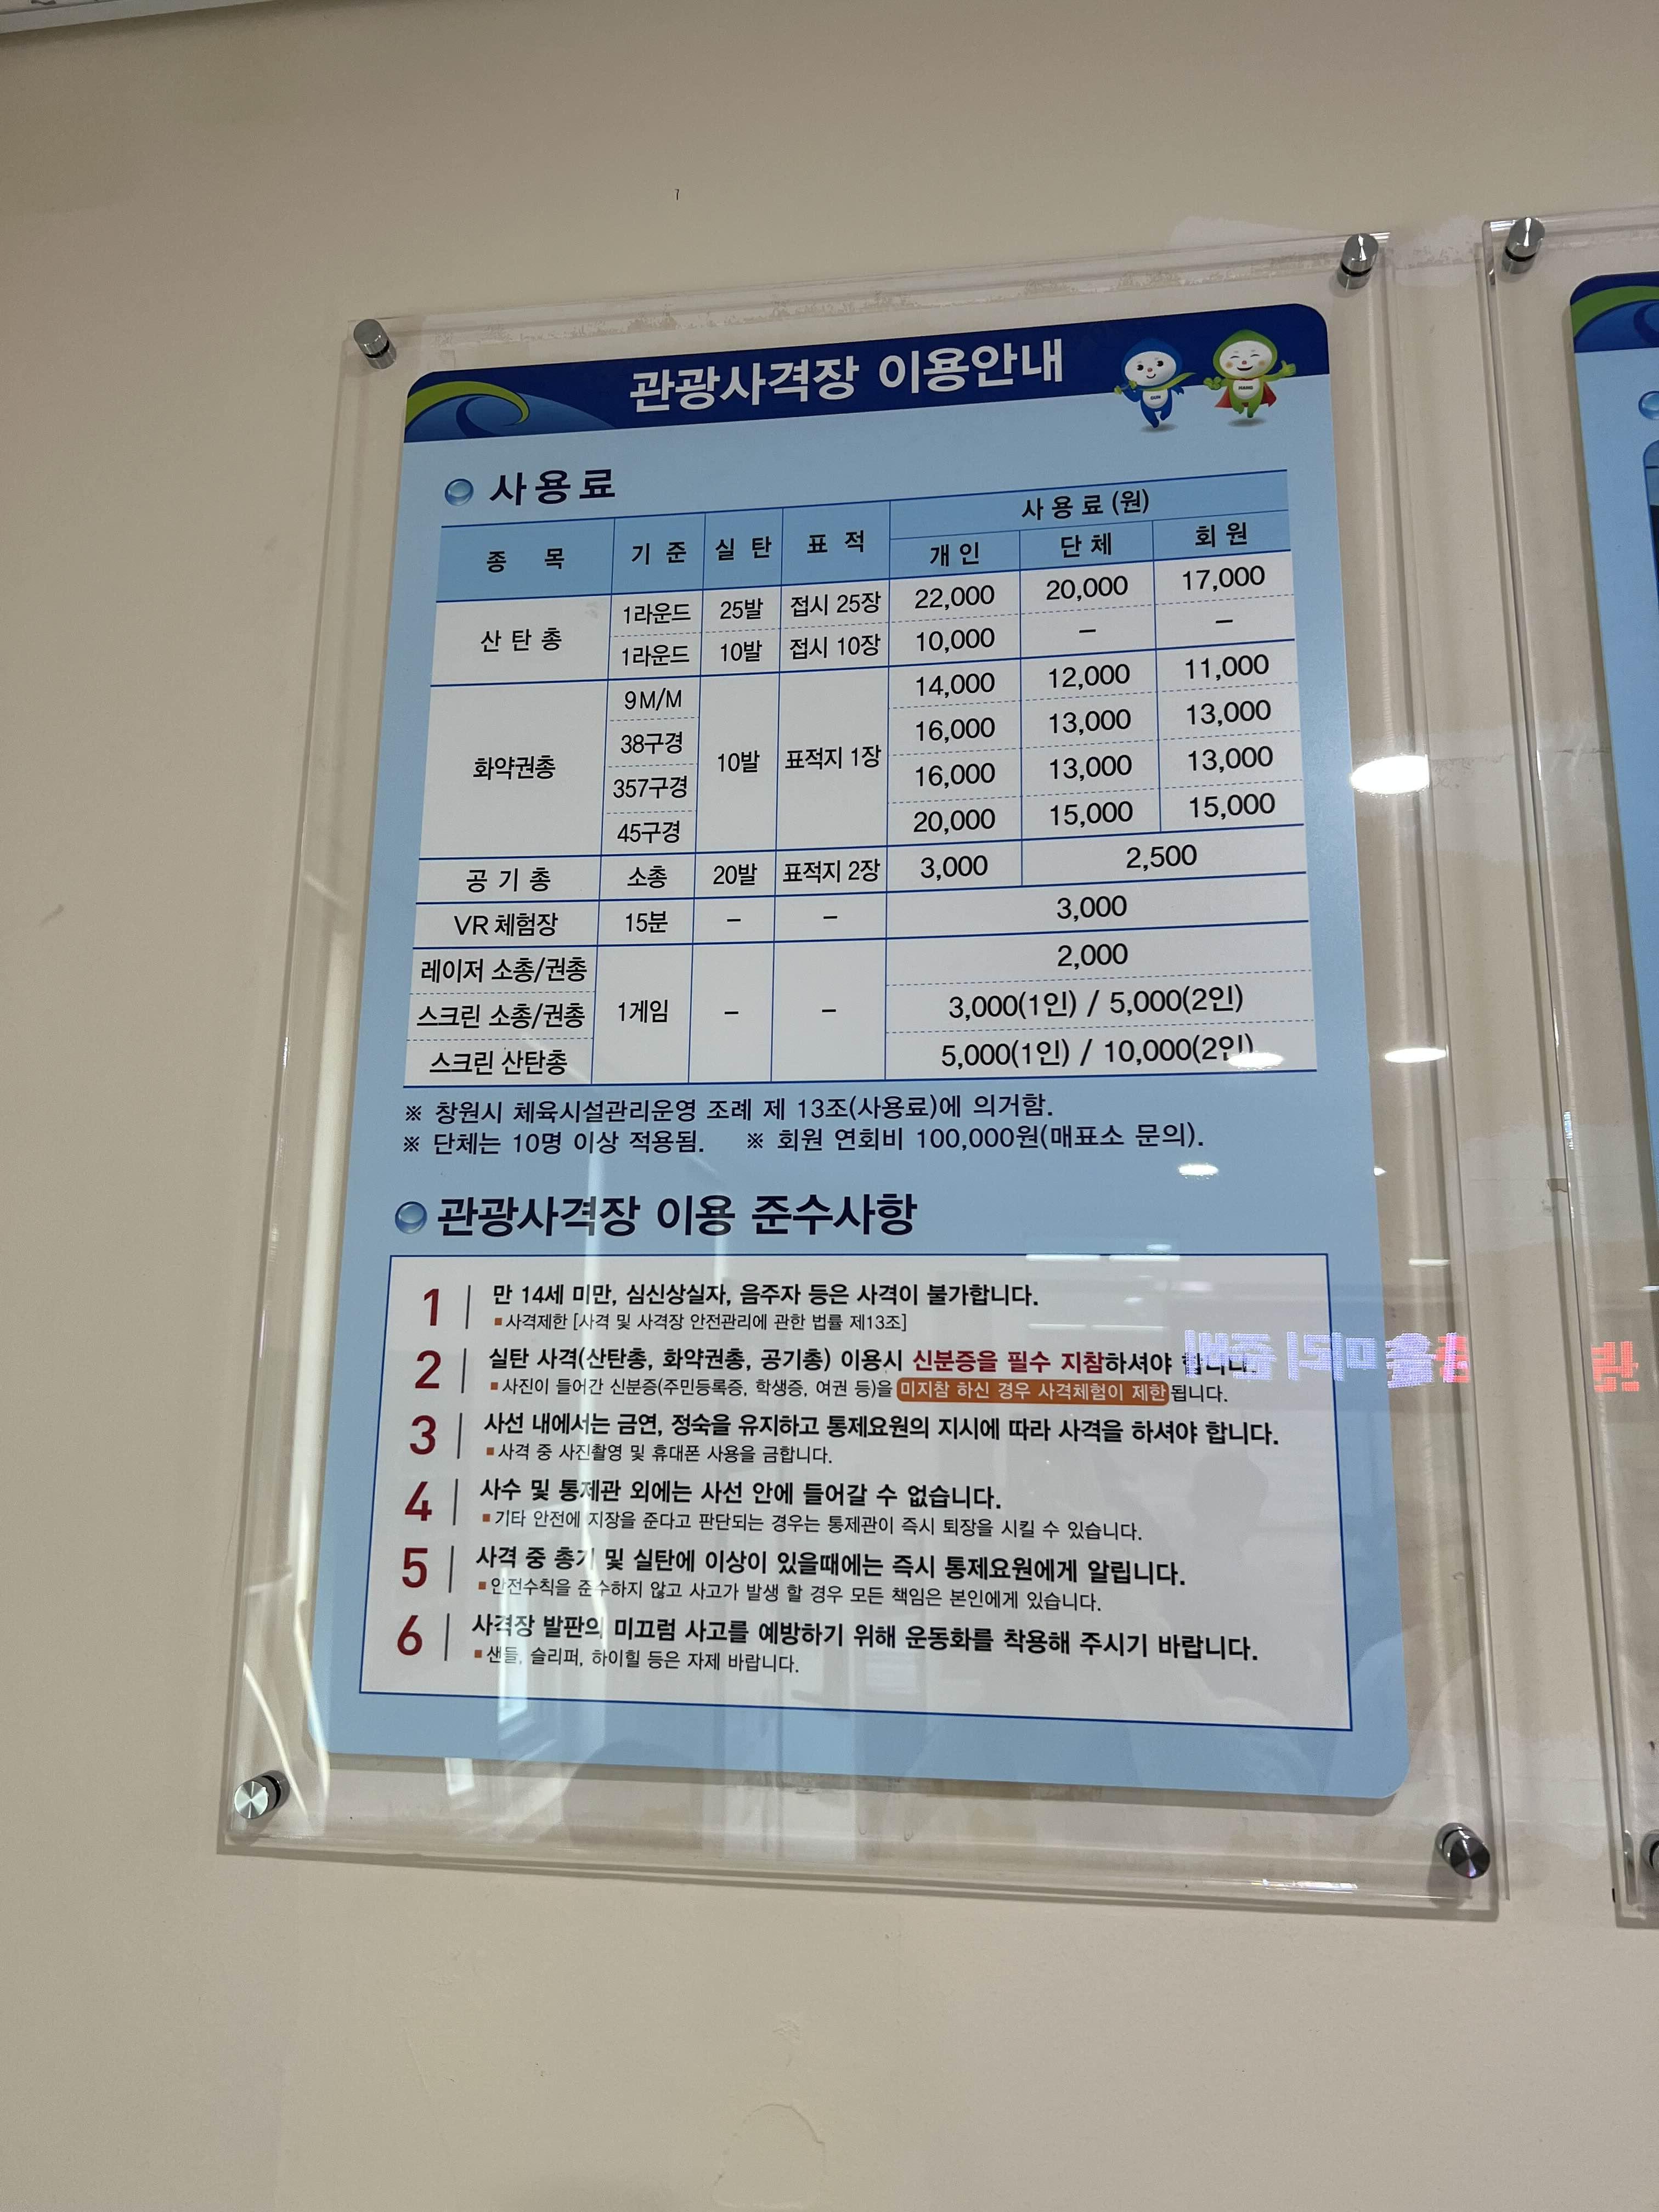 관광사격장 이용안내
사용료
종 목 기 준 실 탄 표 적 사 용 료 (원)
개 인 단 체 회 원
산 탄 총 1라운드 25발 접시 25장 22,000 20,000 17,000
1라운드 10발 접시 10장 10,000 – –
화약권총 9M/M 10발 표적지 1장 14,000 12,000 11,000
38구경 16,000 13,000 13,000
357구경 16,000 13,000 13,000
45구경 20,000 15,000 15,000
공 기 총 소총 20발 표적지 2장 3,000 2,500
VR 체험장 15분 – – 3,000
레이저 소총/권총 1게임 – – 2,000
스크린 소총/권총 3,000(1인) / 5,000(2인)
스크린 산탄총 5,000(1인) / 10,000(2인)
※ 창원시 체육시설관리운영 조례 제 13조(사용료)에 의거함.
※ 단체는 10명 이상 적용됨. ※ 회원 연회비 100,000원(매표소 문의).
관광사격장 이용 준수사항
1 만 14세 미만, 심신상실자, 음주자 등은 사격이 불가합니다.
▪사격제한 [사격 및 사격장 안전관리에 관한 법률 제13조]
2 실탄 사격(산탄총, 화약권총, 공기총) 이용시 신분증을 필수 지참하셔야 합니다.
▪사진이 들어간 신분증(주민등록증, 학생증, 여권 등)을 미지참 하신 경우 사격체험이 제한됩니다.
3 사선 내에서는 금연, 정숙을 유지하고 통제요원의 지시에 따라 사격을 하셔야 합니다.
▪사격 중 사진촬영 및 휴대폰 사용을 금합니다.
4 사수 및 통제관 외에는 사선 안에 들어갈 수 없습니다.
▪기타 안전에 지장을 준다고 판단되는 경우는 통제관이 즉시 퇴장을 시킬 수 있습니다.
5 사격 중 총기 및 실탄에 이상이 있을때에는 즉시 통제요원에게 알립니다.
▪안전수칙을 준수하지 않고 사고가 발생 할 경우 모든 책임은 본인에게 있습니다.
6 사격장 발판의 미끄럼 사고를 예방하기 위해 운동화를 착용해 주시기 바랍니다.
▪샌들, 슬리퍼, 하이힐 등은 자제 바랍니다.